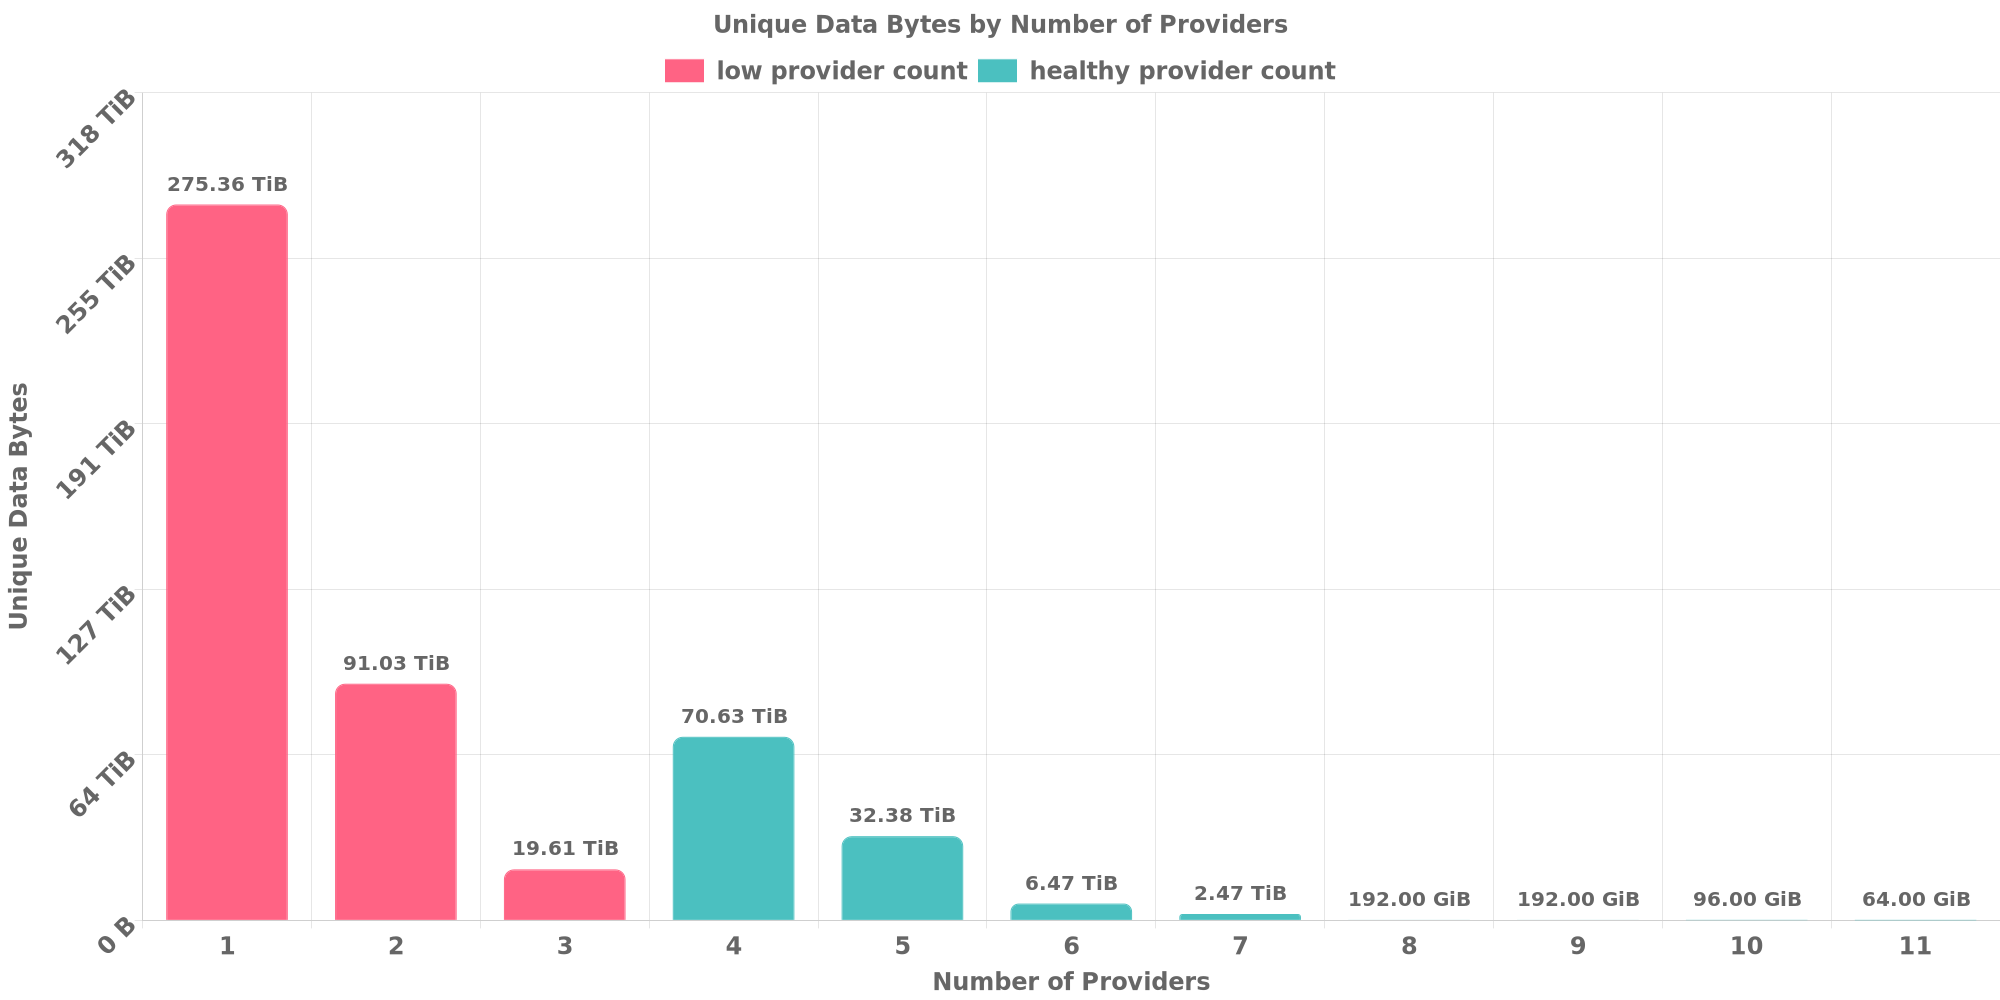 Unique Data Bytes by Number of Providers
low provider count
healthy provider count
318 TiB
255 TiB
191 TiB
127 TiB
64 TiB
0 B
Unique Data Bytes
275.36 TiB
91.03 TiB
19.61 TiB
70.63 TiB
32.38 TiB
6.47 TiB
2.47 TiB
192.00 GiB
192.00 GiB
96.00 GiB
64.00 GiB
1 2 3 4 5 6 7 8 9 10 11
Number of Providers